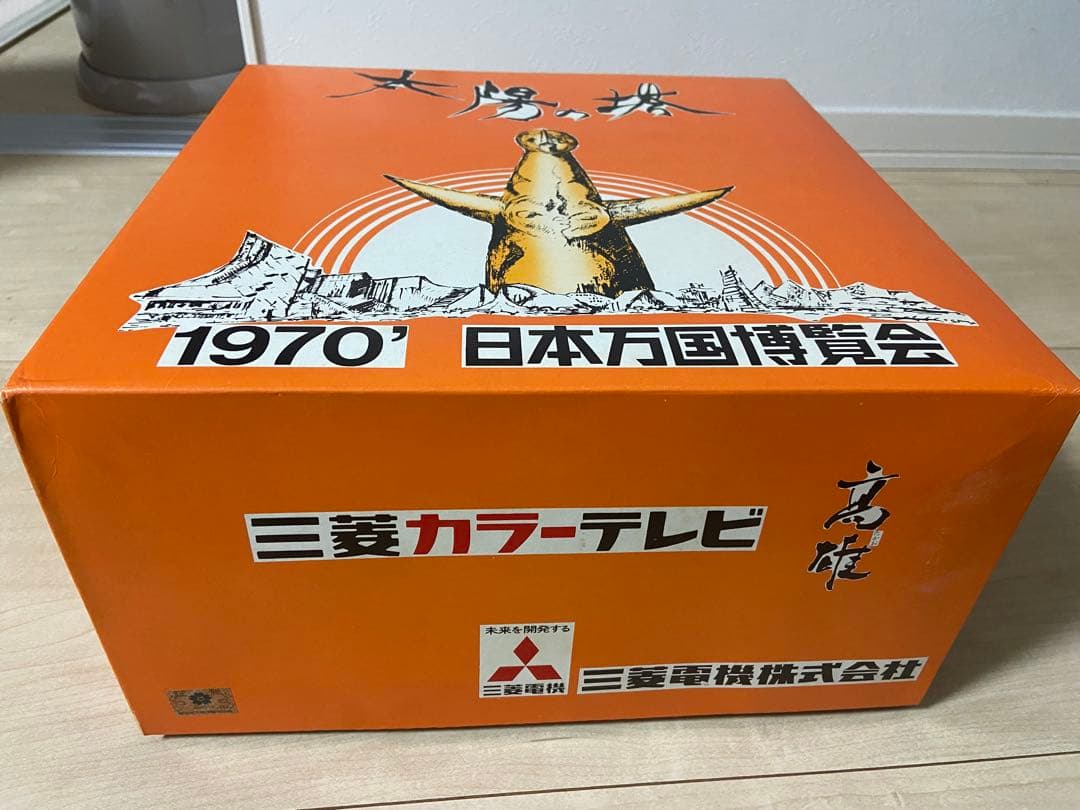 太陽の塔
1970' 日本万国博覧会
三菱カラーテレビ
高雄
未来を開発する
三菱電機
三菱電機株式会社